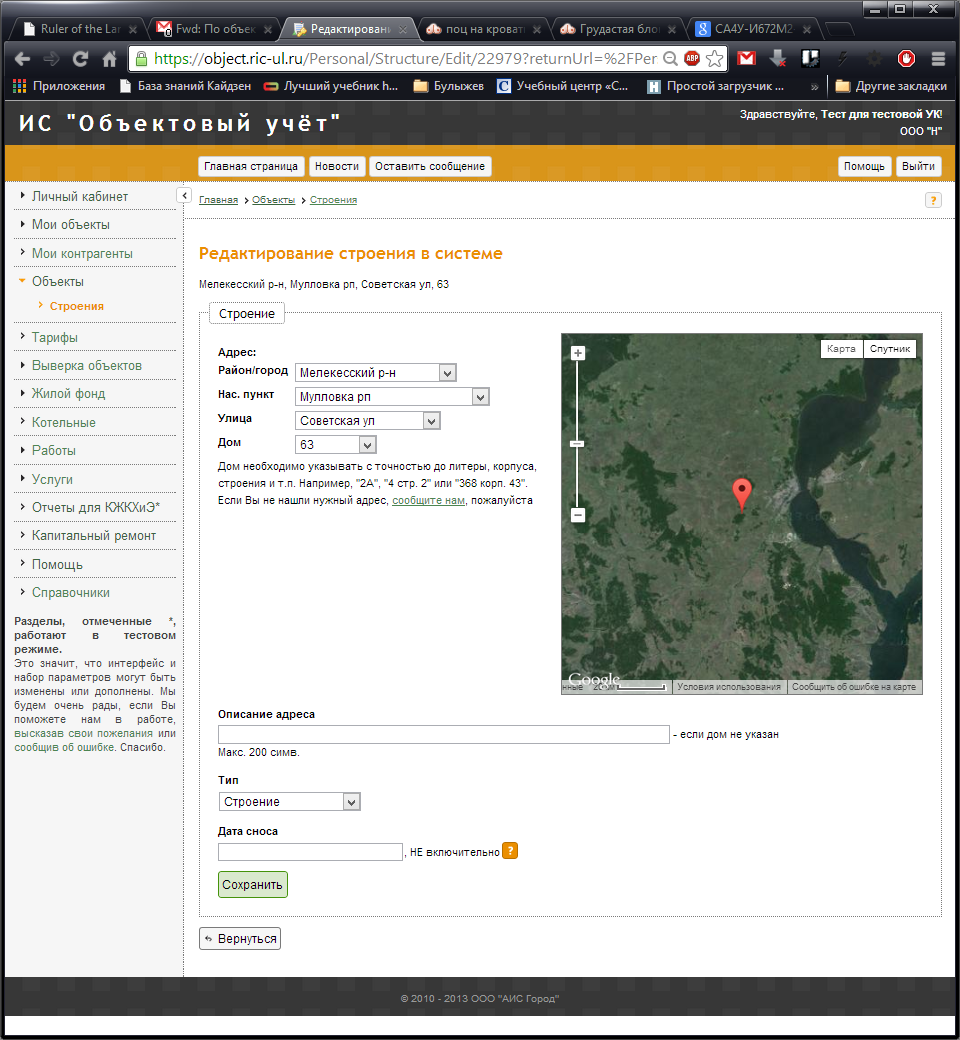 Ruler of the Lar
Fwd: По объек
Редактировани
поц на кроват
Грудастая бло
СА4У-И672М2
https://object.ric-ul.ru/Personal/Structure/Edit/22979?returnUrl=%2FPer
Приложения
База знаний Кайдзен
Лучший учебник h...
Булыжев
Учебный центр «С...
Простой загрузчик ...
»
Другие закладки
ИС "Объектовый учёт"
Здравствуйте, Тест для тестовой УК!
ООО "Н"
Главная страница
Новости
Оставить сообщение
Помощь
Выйти
Личный кабинет
Мои объекты
Мои контрагенты
Объекты
Строения
Тарифы
Выверка объектов
Жилой фонд
Котельные
Работы
Услуги
Отчеты для КЖКХиЭ*
Капитальный ремонт
Помощь
Справочники
Разделы, отмеченные *,
работают в тестовом
режиме.
Это значит, что интерфейс и
набор параметров могут быть
изменены или дополнены. Мы
будем очень рады, если Вы
поможете нам в работе,
высказав свои пожелания или
сообщив об ошибке. Спасибо.
Главная > Объекты > Строения
?
Редактирование строения в системе
Мелекесский р-н, Мулловка рп, Советская ул, 63
Строение
Адрес:
Район/город
Мелекесский р-н
Нас. пункт
Мулловка рп
Улица
Советская ул
Дом
63
Дом необходимо указывать с точностью до литеры, корпуса,
строения и т.п. Например, "2А", "4 стр. 2" или "368 корп. 43".
Если Вы не нашли нужный адрес, сообщите нам, пожалуйста
Карта
Спутник
Google
Условия использования
Сообщить об ошибке на карте
Описание адреса
- если дом не указан
Макс. 200 симв.
Тип
Строение
Дата сноса
, НЕ включительно ?
Сохранить
Вернуться
© 2010 - 2013 ООО "АИС Город"